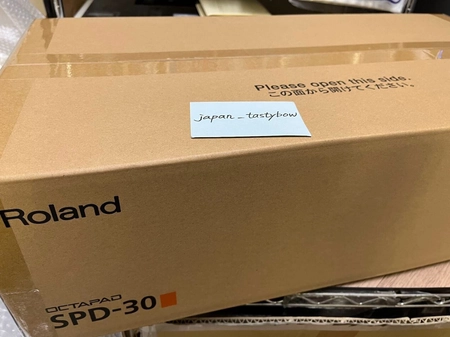 Please open this side.
この面から開けてください。
japan_tastybow
Roland
OCTAPAD
SPD-30